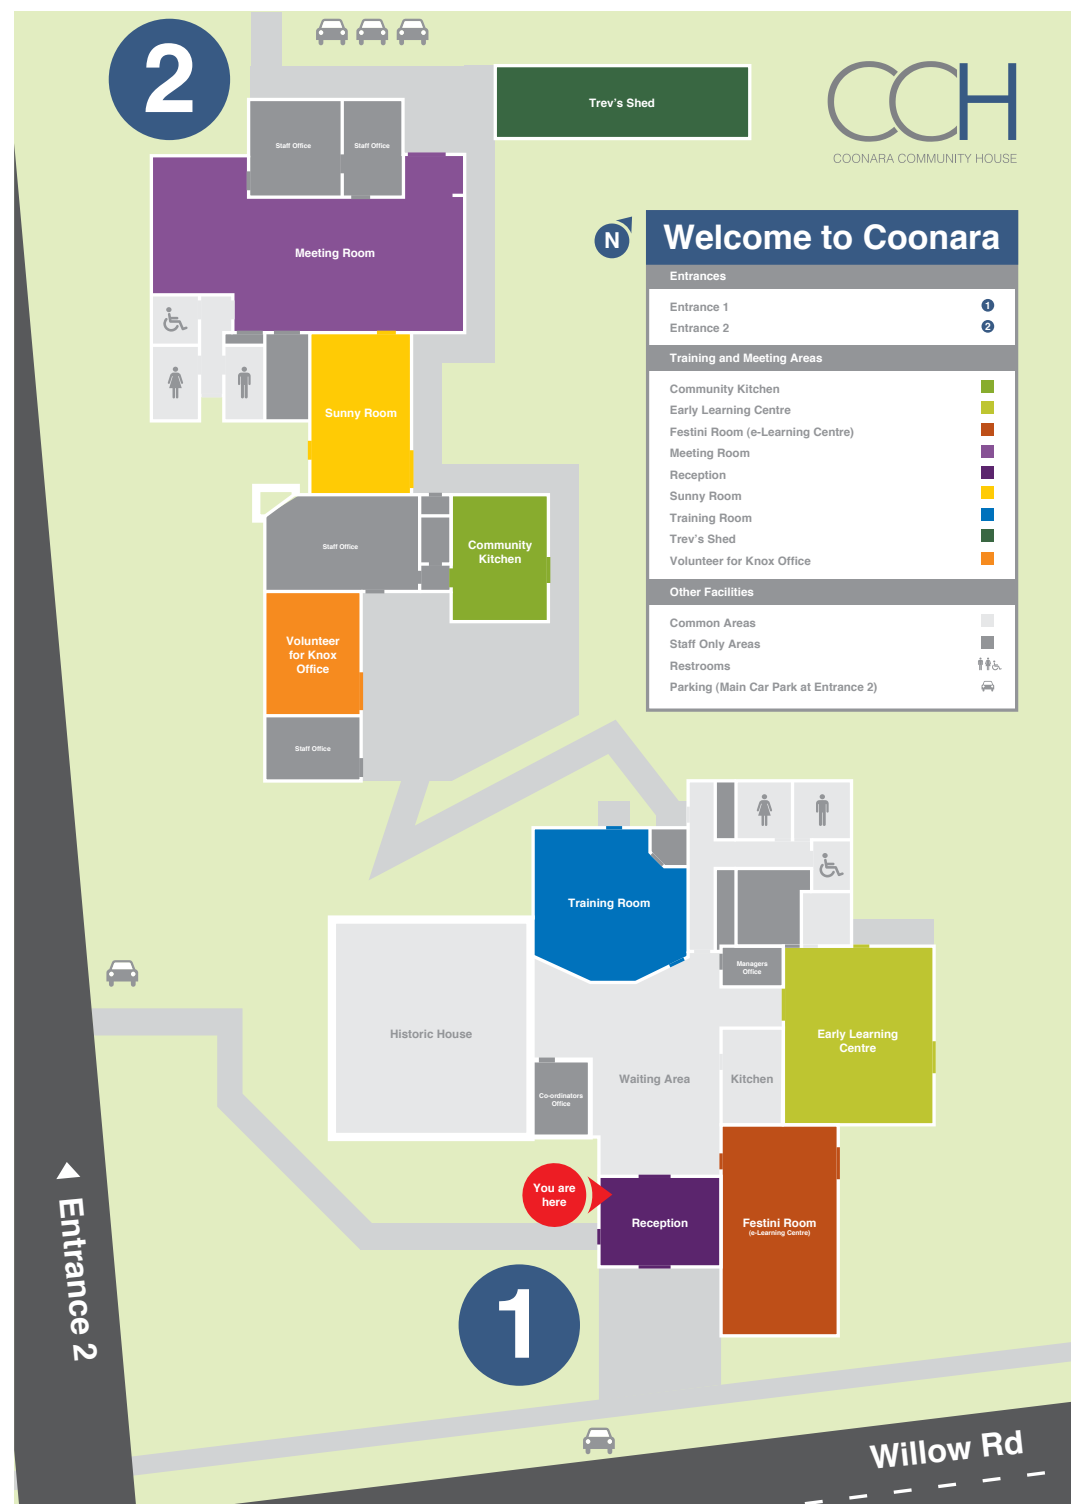 2
Trev's Shed
CCH
COONARA COMMUNITY HOUSE
Staff Office
Staff Office
Meeting Room
N
Welcome to Coonara
Entrances
Entrance 1
1
Entrance 2
2
Training and Meeting Areas
Community Kitchen
Early Learning Centre
Festini Room (e-Learning Centre)
Meeting Room
Reception
Sunny Room
Training Room
Trev's Shed
Volunteer for Knox Office
Other Facilities
Common Areas
Staff Only Areas
Restrooms
Parking (Main Car Park at Entrance 2)
Sunny Room
Staff Office
Community
Kitchen
Volunteer
for Knox
Office
Staff Office
Training Room
Managers
Office
Historic House
Early Learning
Centre
Waiting Area
Kitchen
Co-ordinators
Office
You are
here
Reception
Festini Room
(e-Learning Centre)
Entrance 2
1
Willow Rd